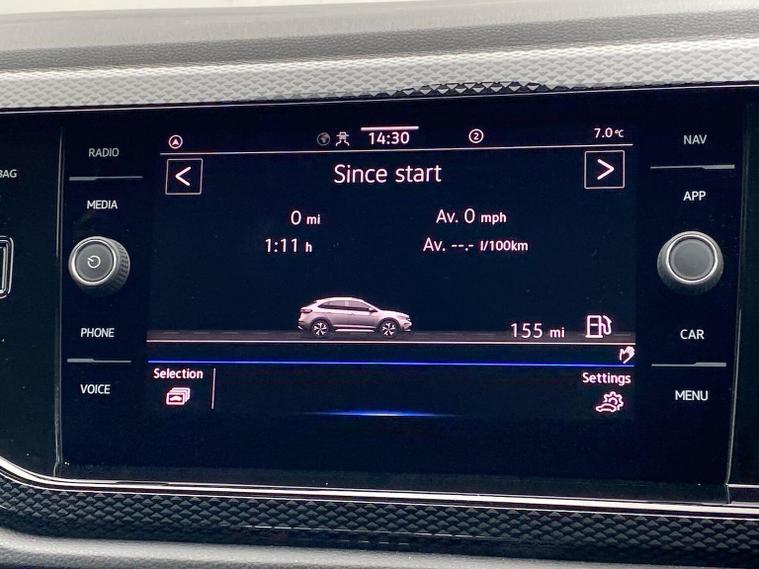 14:30
2
7.0 °C
RADIO
NAV
BAG
< Since start >
MEDIA
APP
0 mi
Av. 0 mph
1:11 h
Av. --.- l/100km
PHONE
155 mi
CAR
Selection
Settings
VOICE
MENU